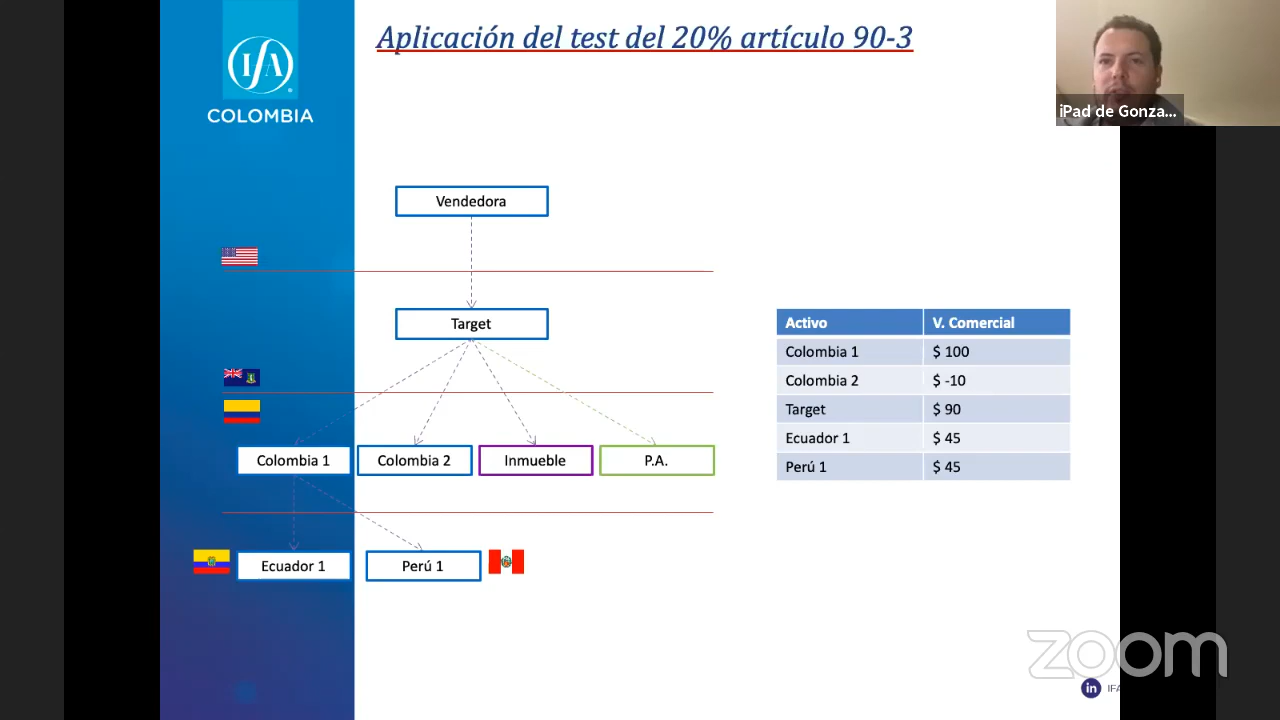 Aplicación del test del 20% artículo 90-3
IFA
COLOMBIA
iPad de Gonza...
Vendedora
Target
Activo V. Comercial
Colombia 1 $ 100
Colombia 2 $ -10
Target $ 90
Ecuador 1 $ 45
Perú 1 $ 45
Colombia 1
Colombia 2
Inmueble
P.A.
Ecuador 1
Perú 1
zoom
in IFA